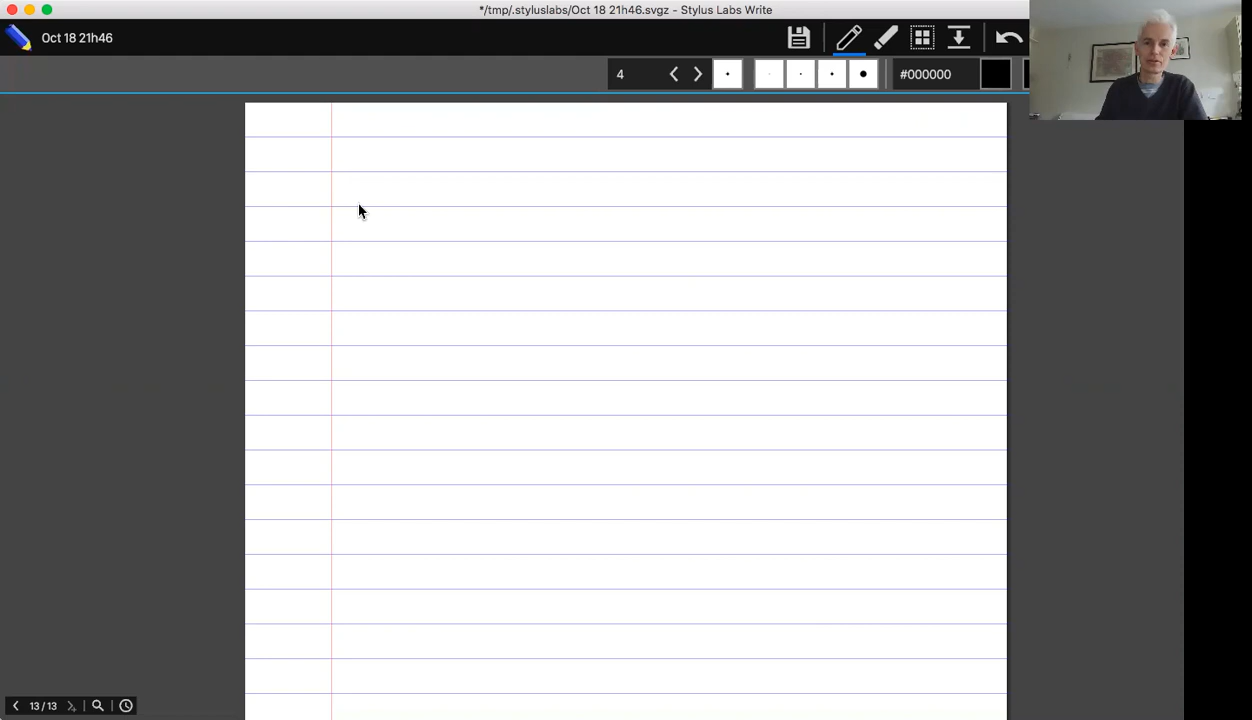 */tmp/.styluslabs/Oct 18 21h46.svgz - Stylus Labs Write
Oct 18 21h46
4
#000000
13 / 13